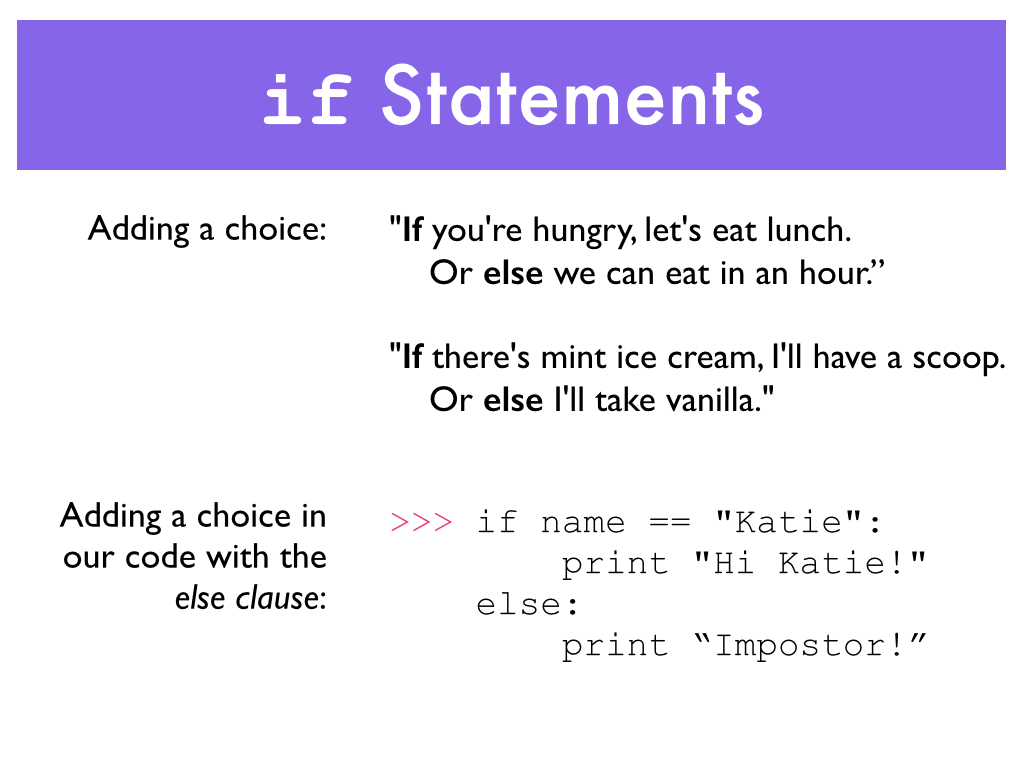 if Statements
Adding a choice:
"If you're hungry, let's eat lunch.
Or else we can eat in an hour.”
"If there's mint ice cream, I'll have a scoop.
Or else I'll take vanilla."
Adding a choice in
our code with the
else clause:
>>> if name == "Katie":
        print "Hi Katie!"
    else:
        print “Impostor!”